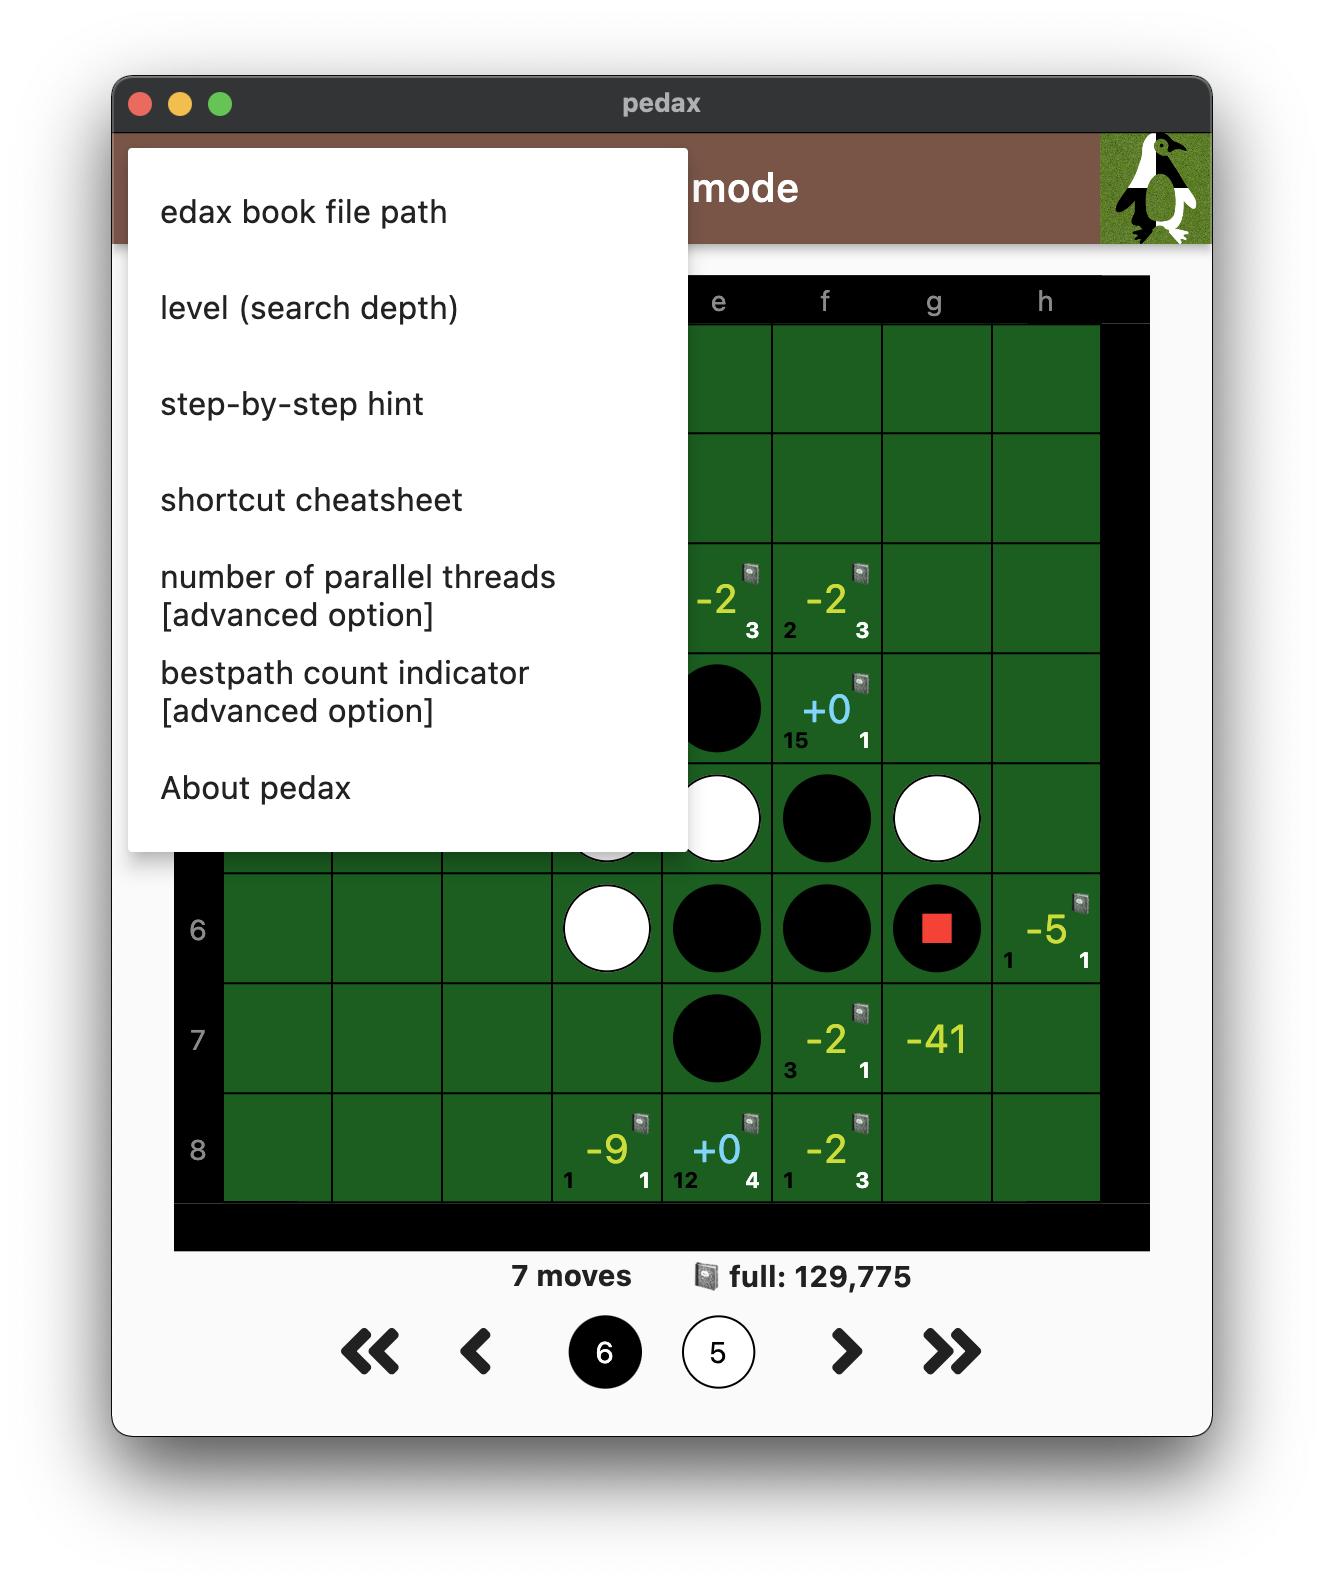 pedax
mode
edax book file path
level (search depth)
step-by-step hint
shortcut cheatsheet
number of parallel threads
[advanced option]
bestpath count indicator
[advanced option]
About pedax
e f g h
-2 -2
3 2 3
+0
15 1
6 -5
1 1
7 -2 -41
3 1
8 -9 +0 -2
1 1 12 4 1 3
7 moves full: 129,775
6 5